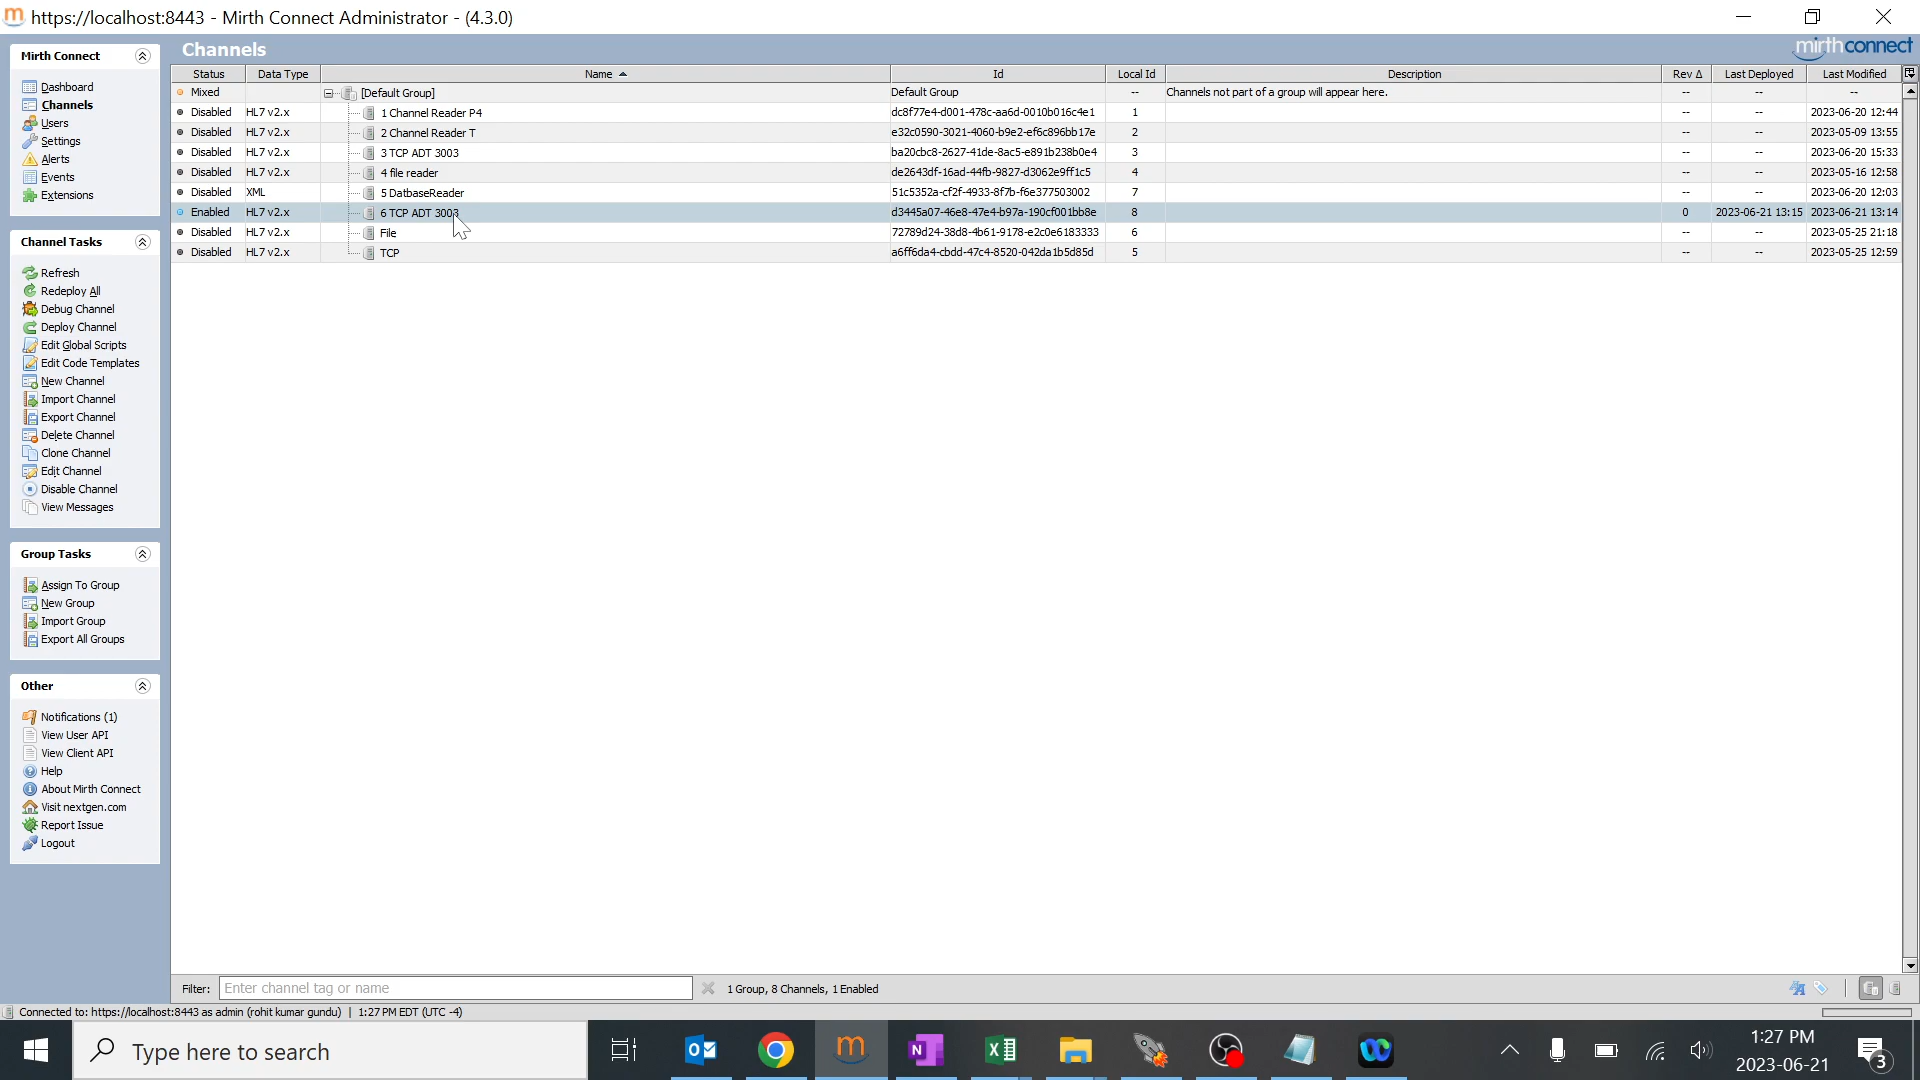 https://localhost:8443 - Mirth Connect Administrator - (4.3.0)
Mirth Connect
Dashboard
Channels
Users
Settings
Alerts
Events
Extensions
Channel Tasks
Refresh
Redeploy All
Debug Channel
Deploy Channel
Edit Global Scripts
Edit Code Templates
New Channel
Import Channel
Export Channel
Delete Channel
Clone Channel
Edit Channel
Disable Channel
View Messages
Group Tasks
Assign To Group
New Group
Import Group
Export All Groups
Other
Notifications (1)
View User API
View Client API
Help
About Mirth Connect
Visit nextgen.com
Report Issue
Logout
Channels
mirthconnect
Status Data Type Name Id Local Id Description Rev Δ Last Deployed Last Modified
Mixed [Default Group] Default Group -- Channels not part of a group will appear here. -- -- --
Disabled HL7 v2.x 1 Channel Reader P4 dc8f77e4-d001-478c-aa6d-0010b016c4e1 1 -- -- 2023-06-20 12:44
Disabled HL7 v2.x 2 Channel Reader T e32c0590-3021-4060-b9e2-ef6c896bb17e 2 -- -- 2023-05-09 13:55
Disabled HL7 v2.x 3 TCP ADT 3003 ba20cbc8-2627-41de-8ac5-e891b238b0e4 3 -- -- 2023-06-20 15:33
Disabled HL7 v2.x 4 file reader de2643df-16ad-44fb-9827-d3062e9ff1c5 4 -- -- 2023-05-16 12:58
Disabled XML 5 DatbaseReader 51c5352a-cf2f-4933-8f7b-f6e377503002 7 -- -- 2023-06-20 12:03
Enabled HL7 v2.x 6 TCP ADT 3003 d3445a07-46e8-47e4-b97a-190cf001bb8e 8 0 2023-06-21 13:15 2023-06-21 13:14
Disabled HL7 v2.x File 72789d24-38d8-4b61-9178-e2c0e6183333 6 -- -- 2023-05-25 21:18
Disabled HL7 v2.x TCP a6ff6da4-cbdd-47c4-8520-042da1b5d85d 5 -- -- 2023-05-25 12:59
Filter: Enter channel tag or name 1 Group, 8 Channels, 1 Enabled
Connected to: https://localhost:8443 as admin (rohit kumar gundu) | 1:27 PM EDT (UTC -4)
Type here to search
1:27 PM
2023-06-21
3